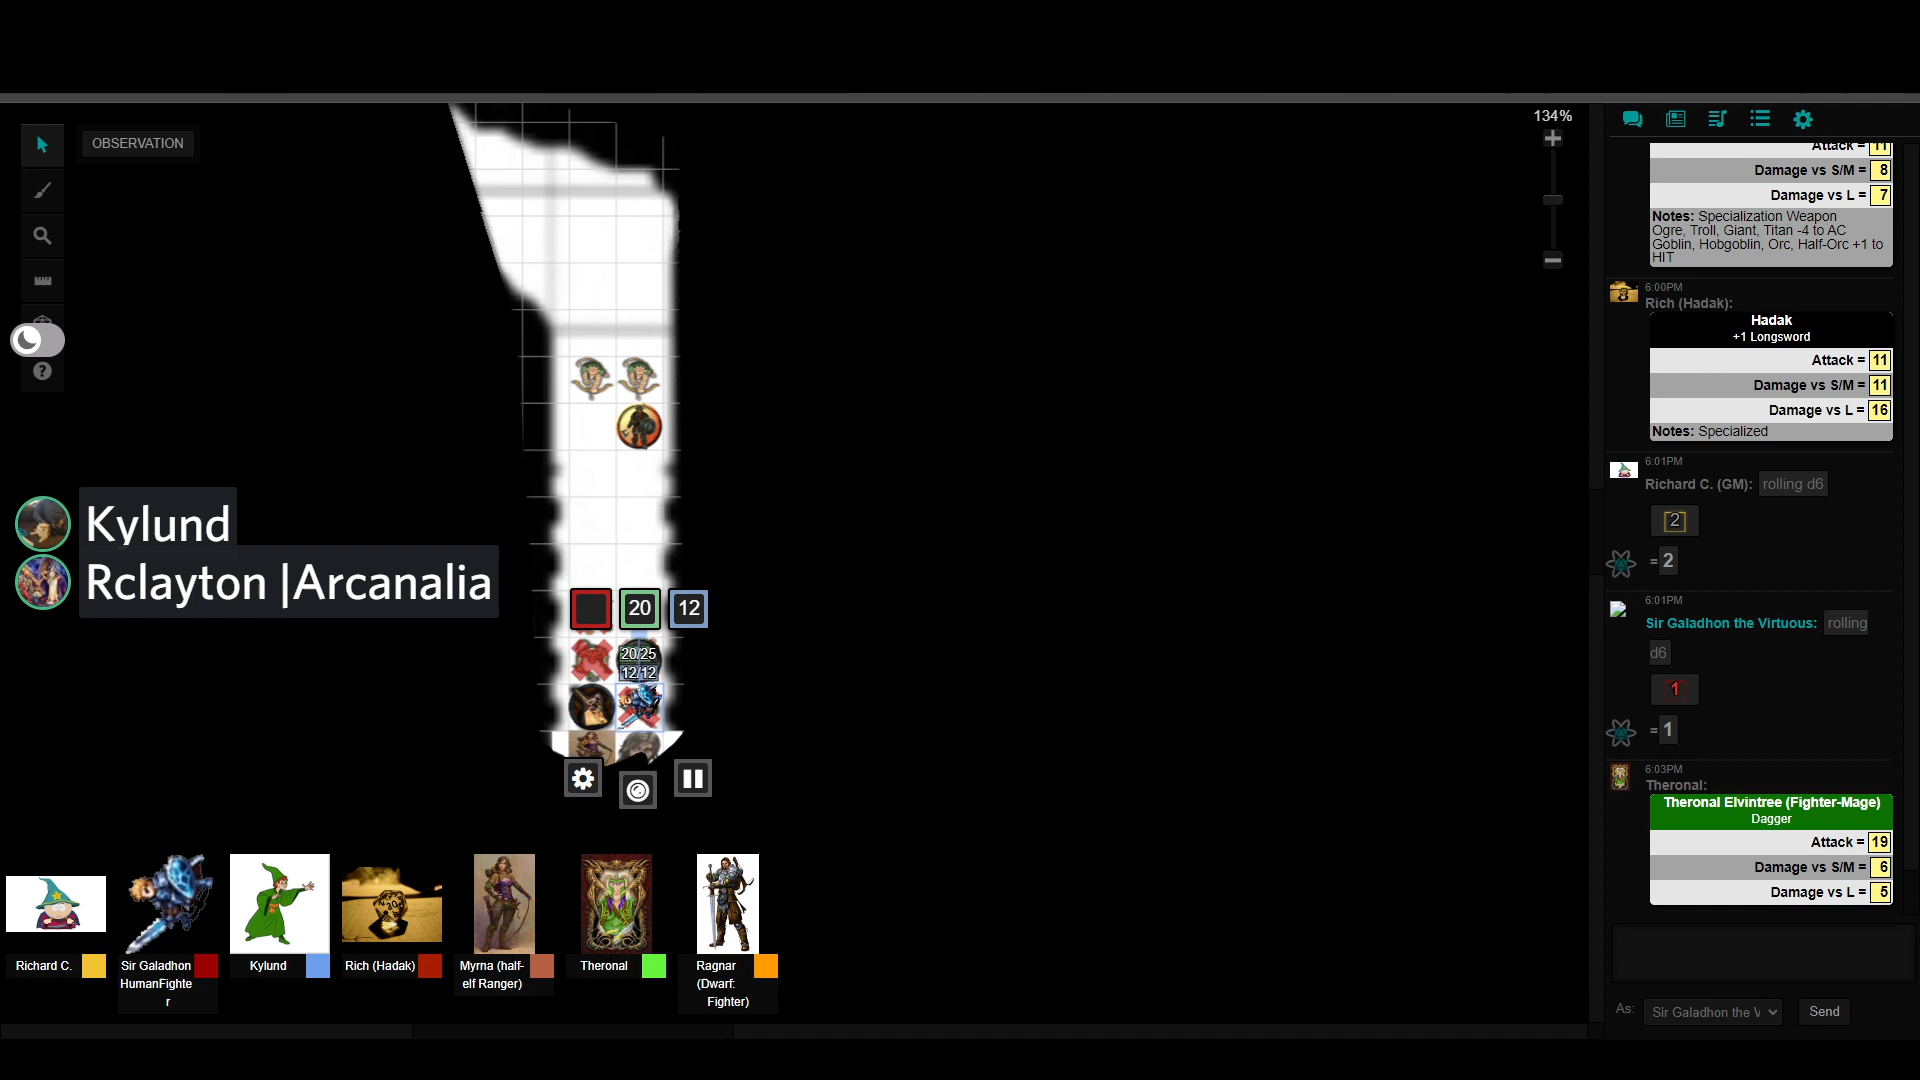 134%
OBSERVATION
Attack = 11
Damage vs S/M = 8
Damage vs L = 7
Notes: Specialization Weapon
Ogre, Troll, Giant, Titan -4 to AC
Goblin, Hobgoblin, Orc, Half-Orc +1 to
HIT
6:00PM
Rich (Hadak):
Hadak
+1 Longsword
Attack = 11
Damage vs S/M = 11
Damage vs L = 16
Notes: Specialized
6:01PM
Richard C. (GM): rolling d6
2
=2
6:01PM
Sir Galadhon the Virtuous: rolling
d6
1
=1
6:03PM
Theronal:
Theronal Elvintree (Fighter-Mage)
Dagger
Attack = 19
Damage vs S/M = 6
Damage vs L = 5
As: Sir Galadhon the V Send
Kylund
Rclayton |Arcanalia
20 12
20/25
12/12
Richard C.
Sir Galadhon
HumanFighte
r
Kylund
Rich (Hadak)
Myrna (half-
elf Ranger)
Theronal
Ragnar
(Dwarf:
Fighter)